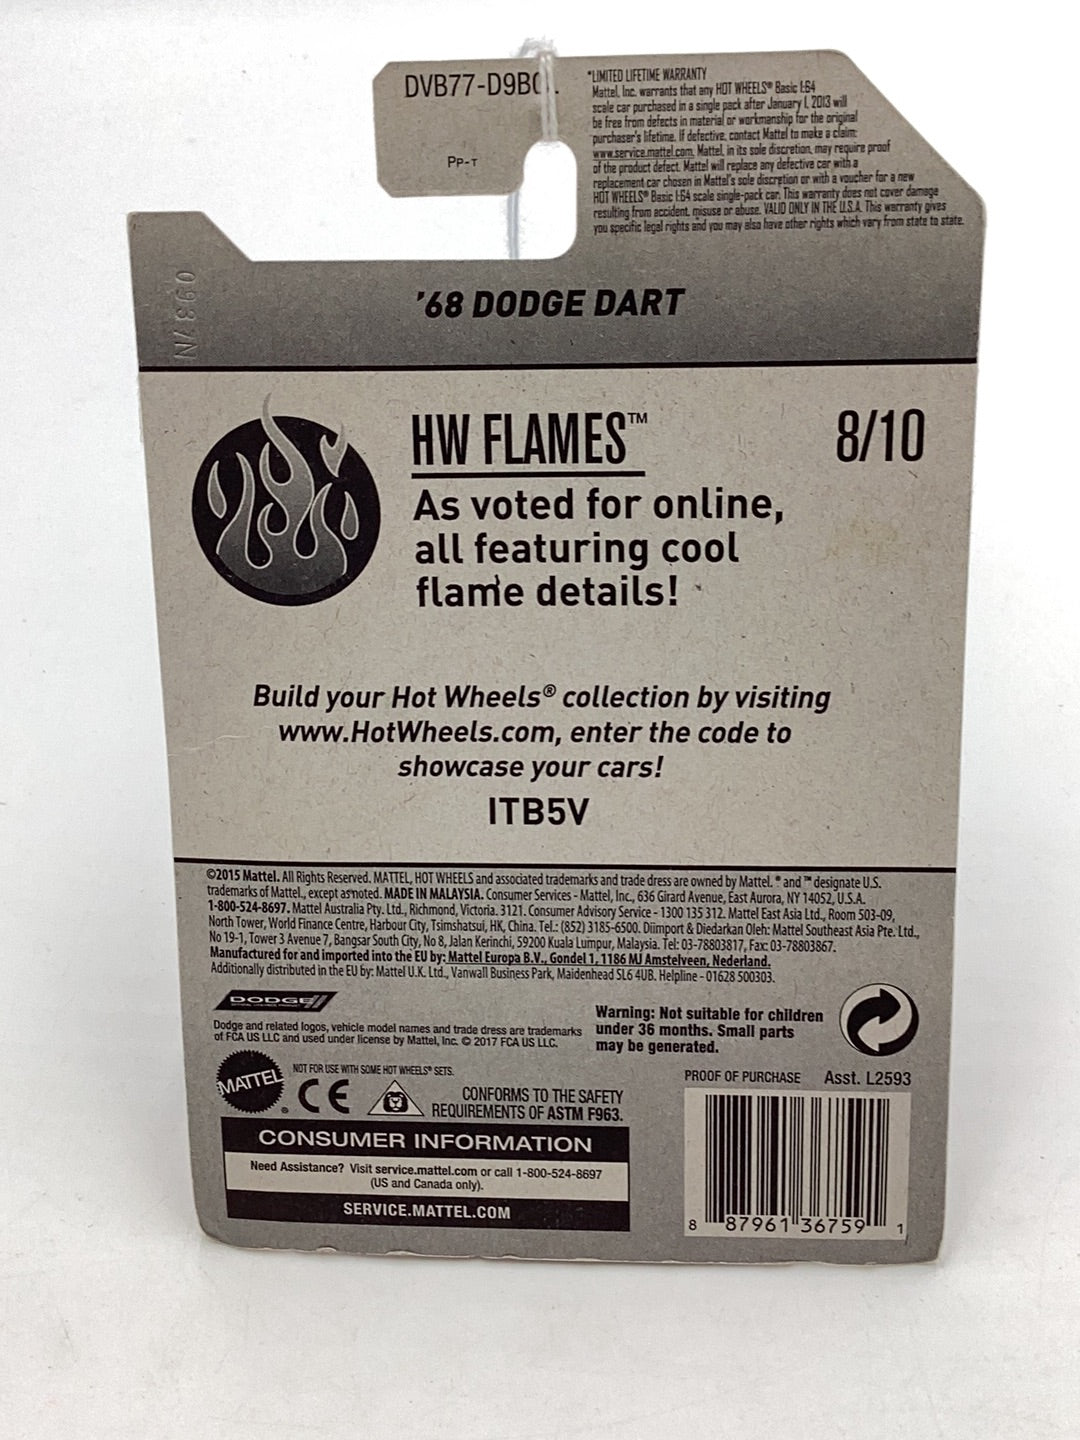 DVB77-D9B0
PP-T
*LIMITED LIFETIME WARRANTY
Mattel, Inc. warrants that any HOT WHEELS® Basic 1:64
scale car purchased in a single pack after January 1, 2013 will
be free from defects in material or workmanship for the original
purchaser's lifetime. If defective, contact Mattel to make a claim:
www.service.mattel.com. Mattel, in its sole discretion, may require proof
of the product defect. Mattel will replace any defective car with a
replacement car chosen in Mattel's sole discretion or with a voucher for a new
HOT WHEELS® Basic 1:64 scale single-pack car. This warranty does not cover damage
resulting from accident, misuse or abuse. VALID ONLY IN THE U.S.A. This warranty gives
you specific legal rights and you may also have other rights which vary from state to state.
0937N
'68 DODGE DART
HW FLAMES™
8/10
As voted for online,
all featuring cool
flame details!
Build your Hot Wheels® collection by visiting
www.HotWheels.com, enter the code to
showcase your cars!
ITB5V
©2015 Mattel. All Rights Reserved. MATTEL, HOT WHEELS and associated trademarks and trade dress are owned by Mattel. ® and ™ designate U.S.
trademarks of Mattel., except as noted. MADE IN MALAYSIA. Consumer Services - Mattel, Inc., 636 Girard Avenue, East Aurora, NY 14052, U.S.A.
1-800-524-8697. Mattel Australia Pty. Ltd., Richmond, Victoria. 3121. Consumer Advisory Service - 1300 135 312. Mattel East Asia Ltd., Room 503-09,
North Tower, World Finance Centre, Harbour City, Tsimshatsui, HK, China. Tel.: (852) 3185-6500. Diimport & Diedarkan Oleh: Mattel Southeast Asia Pte. Ltd.,
No 19-1, Tower 3 Avenue 7, Bangsar South City, No 8, Jalan Kerinchi, 59200 Kuala Lumpur, Malaysia. Tel: 03-78803817, Fax: 03-78803867.
Manufactured for and imported into the EU by: Mattel Europa B.V., Gondel 1, 1186 MJ Amstelveen, Nederland.
Additionally distributed in the EU by: Mattel U.K. Ltd., Vanwall Business Park, Maidenhead SL6 4UB. Helpline - 01628 500303.
DODGE
Dodge and related logos, vehicle model names and trade dress are trademarks
of FCA US LLC and used under license by Mattel, Inc. © 2017 FCA US LLC.
Warning: Not suitable for children
under 36 months. Small parts
may be generated.
MATTEL
NOT FOR USE WITH SOME HOT WHEELS® SETS.
CE
CONFORMS TO THE SAFETY
REQUIREMENTS OF ASTM F963.
PROOF OF PURCHASE Asst. L2593
CONSUMER INFORMATION
Need Assistance? Visit service.mattel.com or call 1-800-524-8697
(US and Canada only).
SERVICE.MATTEL.COM
8 87961 36759 1